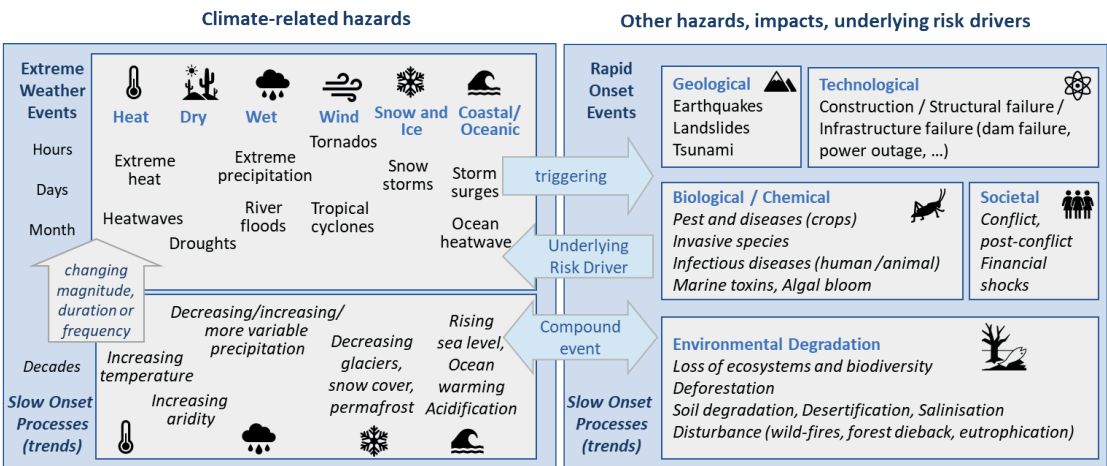 Climate-related hazards
Other hazards, impacts, underlying risk drivers
Extreme
Weather
Events
Hours
Days
Month
Heat
Dry
Wet
Wind
Snow and
Ice
Coastal/
Oceanic
Extreme
heat
Heatwaves
Droughts
Extreme
precipitation
River
floods
Tornados
Tropical
cyclones
Snow
storms
Storm
surges
Ocean
heatwave
changing
magnitude,
duration or
frequency
Decades
Slow Onset
Processes
(trends)
Increasing
temperature
Increasing
aridity
Decreasing/increasing/
more variable
precipitation
Decreasing
glaciers,
snow cover,
permafrost
Rising
sea level,
Ocean
warming
Acidification
triggering
Underlying
Risk Driver
Compound
event
Rapid
Onset
Events
Geological
Earthquakes
Landslides
Tsunami
Technological
Construction / Structural failure /
Infrastructure failure (dam failure,
power outage, ...)
Biological / Chemical
Pest and diseases (crops)
Invasive species
Infectious diseases (human /animal)
Marine toxins, Algal bloom
Societal
Conflict,
post-conflict
Financial
shocks
Slow Onset
Processes
(trends)
Environmental Degradation
Loss of ecosystems and biodiversity
Deforestation
Soil degradation, Desertification, Salinisation
Disturbance (wild-fires, forest dieback, eutrophication)